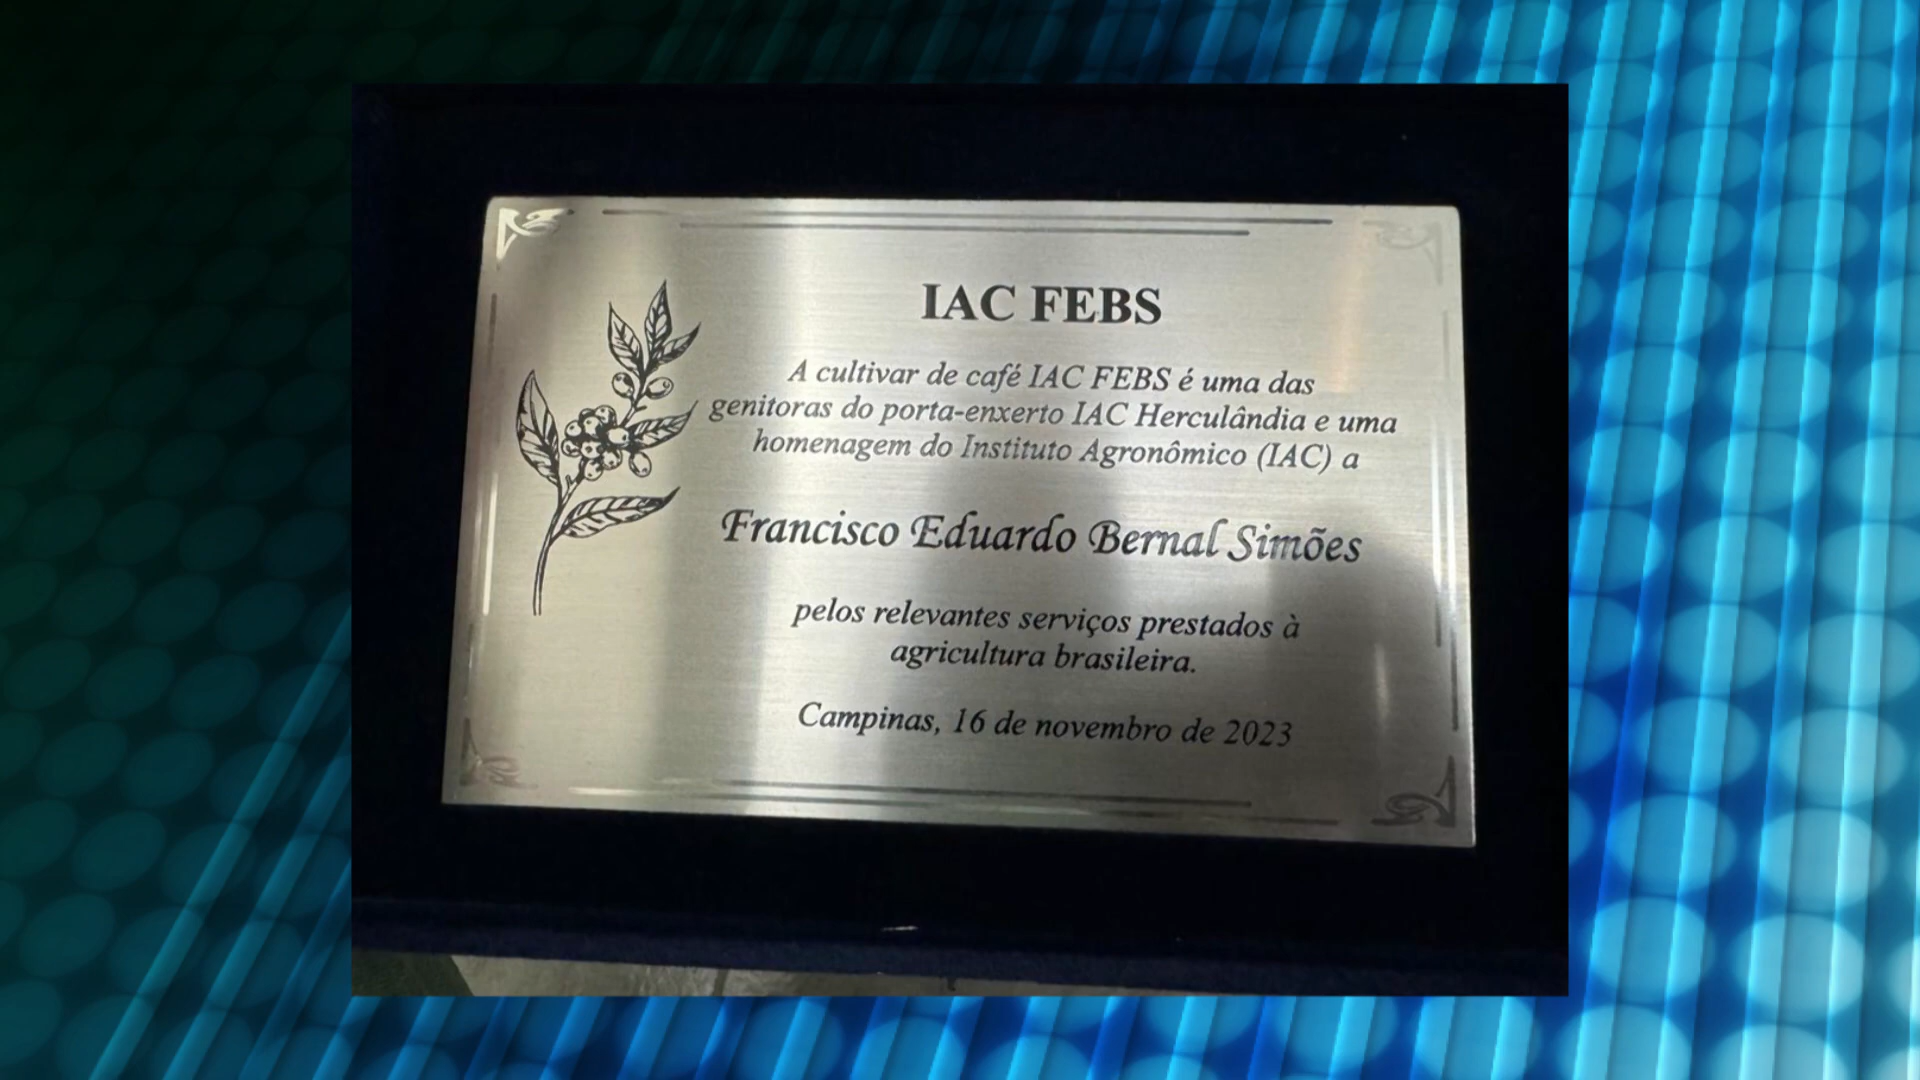 IAC FEBS
A cultivar de café IAC FEBS é uma das
genitoras do porta-enxerto IAC Herculândia e uma
homenagem do Instituto Agronômico (IAC) a
Francisco Eduardo Bernal Simões
pelos relevantes serviços prestados à
agricultura brasileira.
Campinas, 16 de novembro de 2023